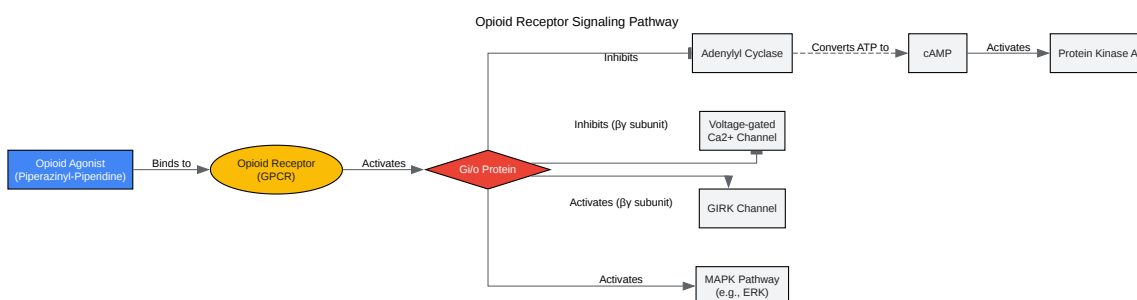 Opioid Receptor Signaling Pathway
Inhibits
Adenylyl Cyclase
Converts ATP to
cAMP
Activates
Protein Kinase A
Inhibits (βγ subunit)
Voltage-gated
Ca2+ Channel
Opioid Agonist
(Piperazinyl-Piperidine)
Binds to
Opioid Receptor
(GPCR)
Activates
Gi/o Protein
Activates (βγ subunit)
GIRK Channel
Activates
MAPK Pathway
(e.g., ERK)